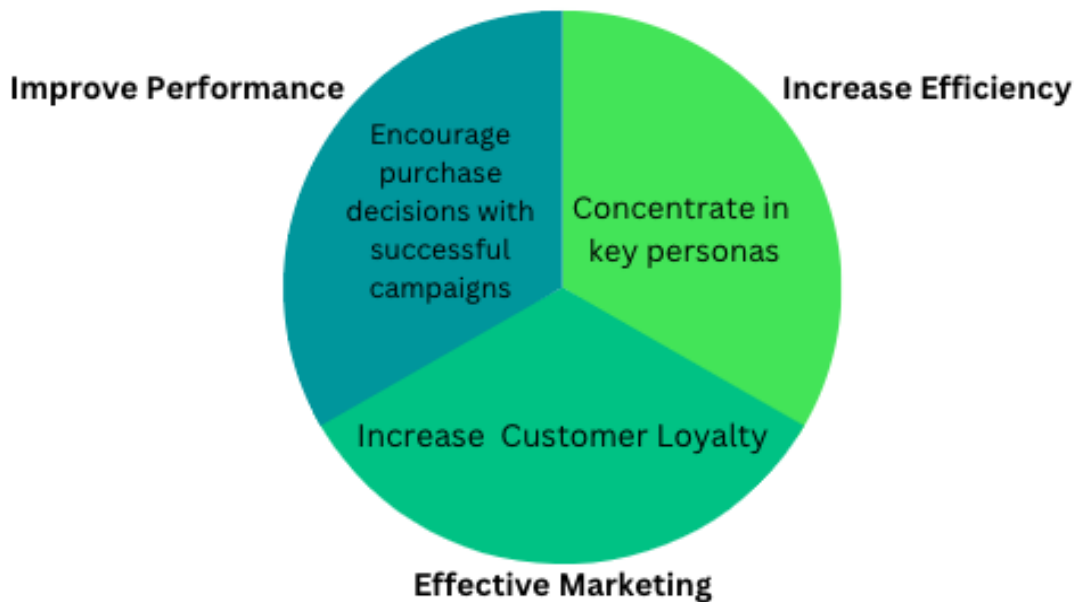 Improve Performance
Encourage
purchase
decisions with
successful
campaigns
Increase Efficiency
Concentrate in
key personas
Increase  Customer Loyalty
Effective Marketing